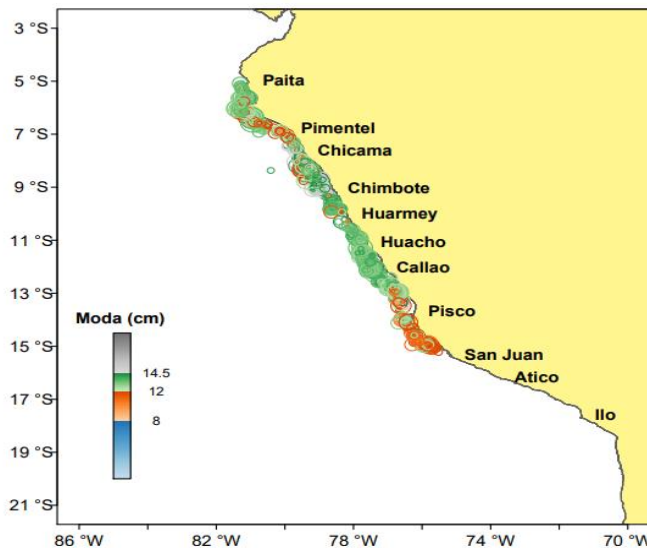 3 °S
5 °S
Paita
7 °S
Pimentel
Chicama
9 °S
Chimbote
Huarmey
11 °S
Huacho
Callao
13 °S
Pisco
Moda (cm)
15 °S
San Juan
14.5
Atico
12
17 °S
Ilo
8
19 °S
21 °S
86 °W
82 °W
78 °W
74 °W
70 °W